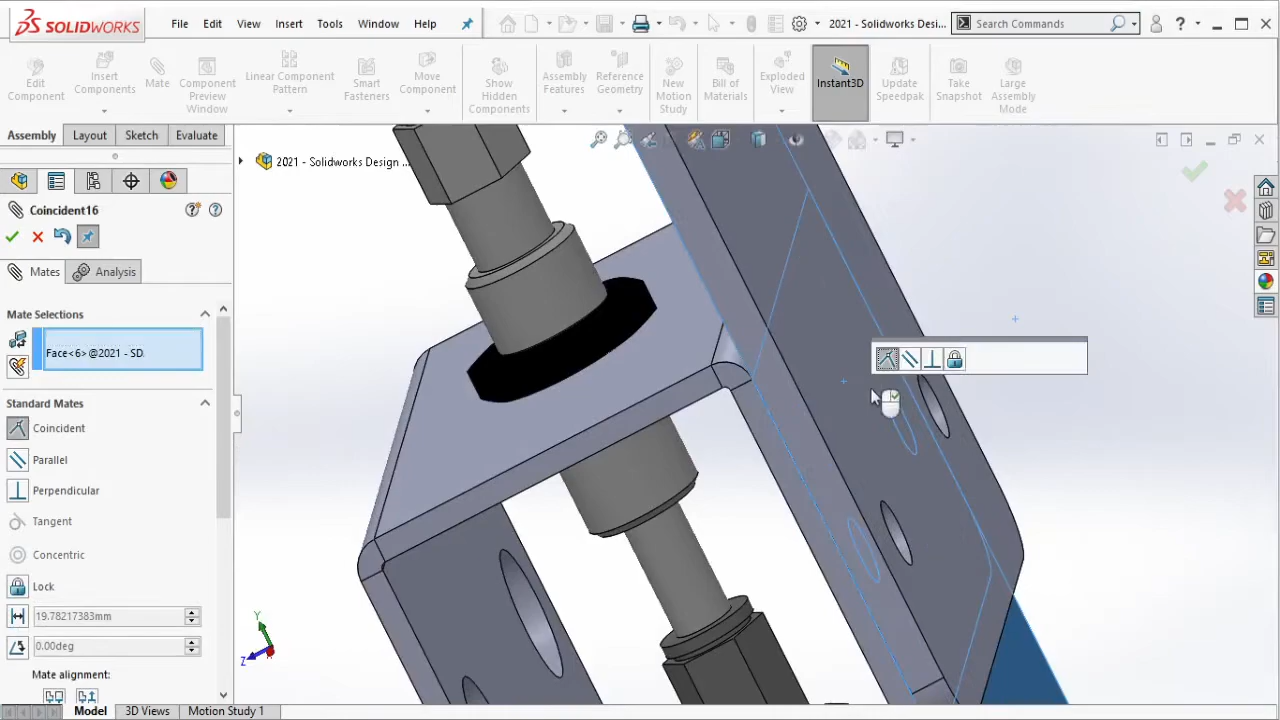 SOLIDWORKS
File Edit View Insert Tools Window Help
2021 - Solidworks Desi...
Search Commands
Edit Component
Insert Components
Mate
Component Preview Window
Linear Component Pattern
Smart Fasteners
Move Component
Show Hidden Components
Assembly Features
Reference Geometry
New Motion Study
Bill of Materials
Exploded View
Instant3D
Update Speedpak
Take Snapshot
Large Assembly Mode
Assembly Layout Sketch Evaluate
2021 - Solidworks Design ...
Coincident16
Mates Analysis
Mate Selections
Face<6> @2021 - SD
Standard Mates
Coincident
Parallel
Perpendicular
Tangent
Concentric
Lock
19.78217383mm
0.00deg
Mate alignment:
Y
Z
Model 3D Views Motion Study 1